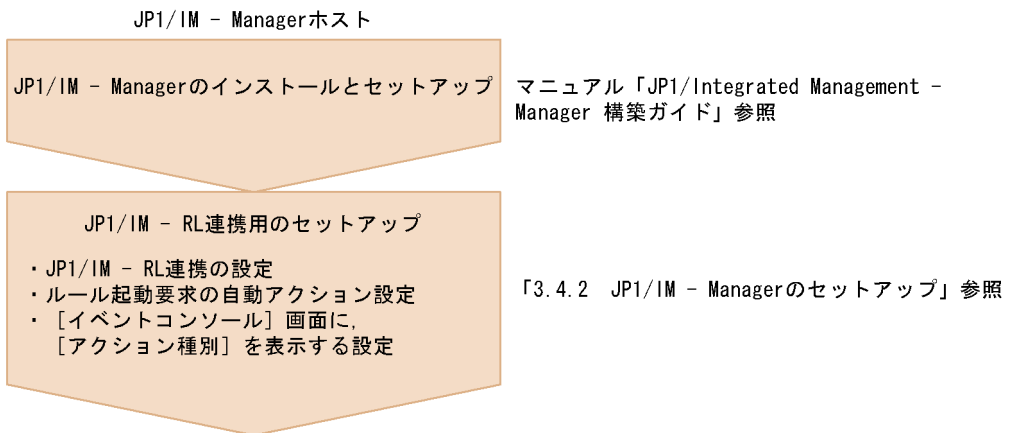 JP1/IM - Managerホスト
JP1/IM - Managerのインストールとセットアップ
マニュアル「JP1/Integrated Management -
Manager 構築ガイド」参照
JP1/IM - RL連携用のセットアップ
・JP1/IM - RL連携の設定
・ルール起動要求の自動アクション設定
・［イベントコンソール］画面に，
［アクション種別］を表示する設定
「3.4.2 JP1/IM - Managerのセットアップ」参照